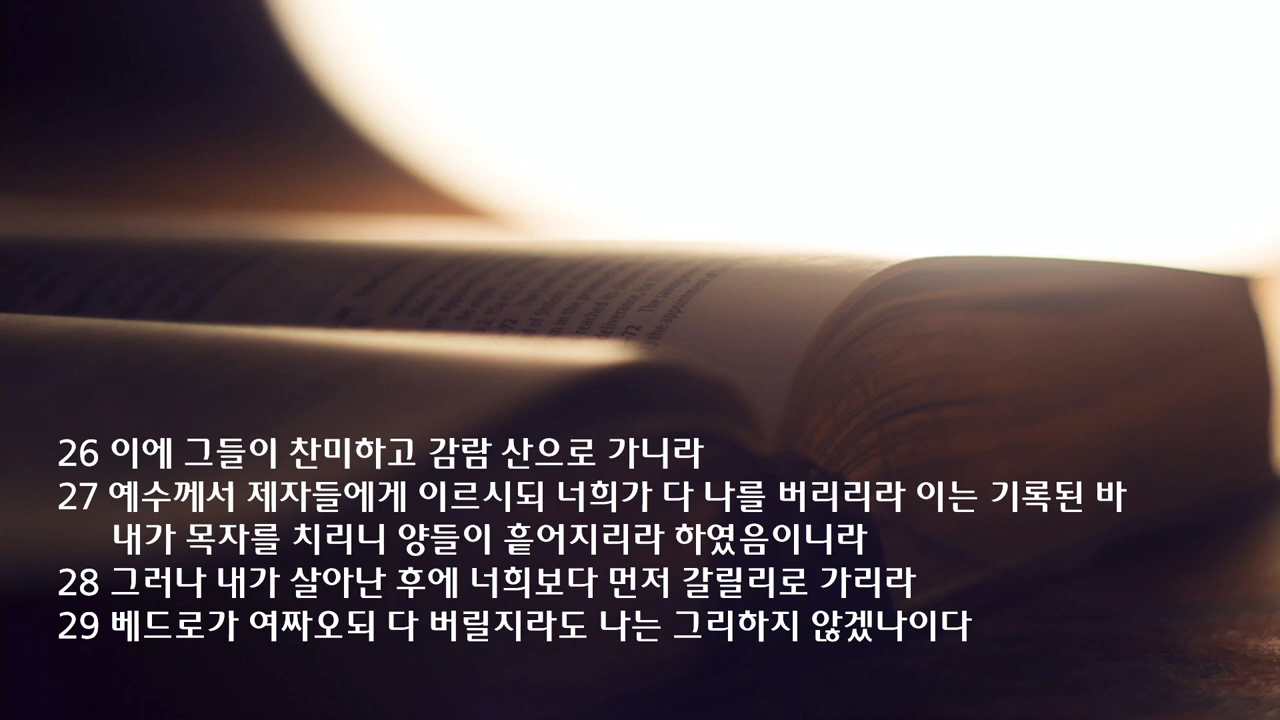 26 이에 그들이 찬미하고 감람 산으로 가니라
27 예수께서 제자들에게 이르시되 너희가 다 나를 버리리라 이는 기록된 바
내가 목자를 치리니 양들이 흩어지리라 하였음이니라
28 그러나 내가 살아난 후에 너희보다 먼저 갈릴리로 가리라
29 베드로가 여짜오되 다 버릴지라도 나는 그리하지 않겠나이다